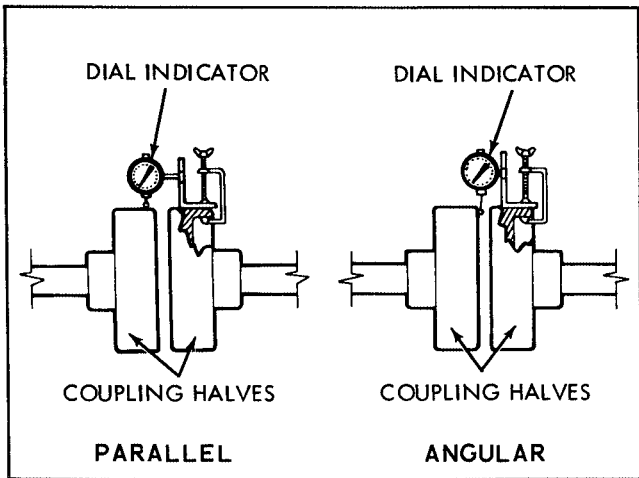 DIAL INDICATOR
DIAL INDICATOR
COUPLING HALVES
COUPLING HALVES
PARALLEL
ANGULAR